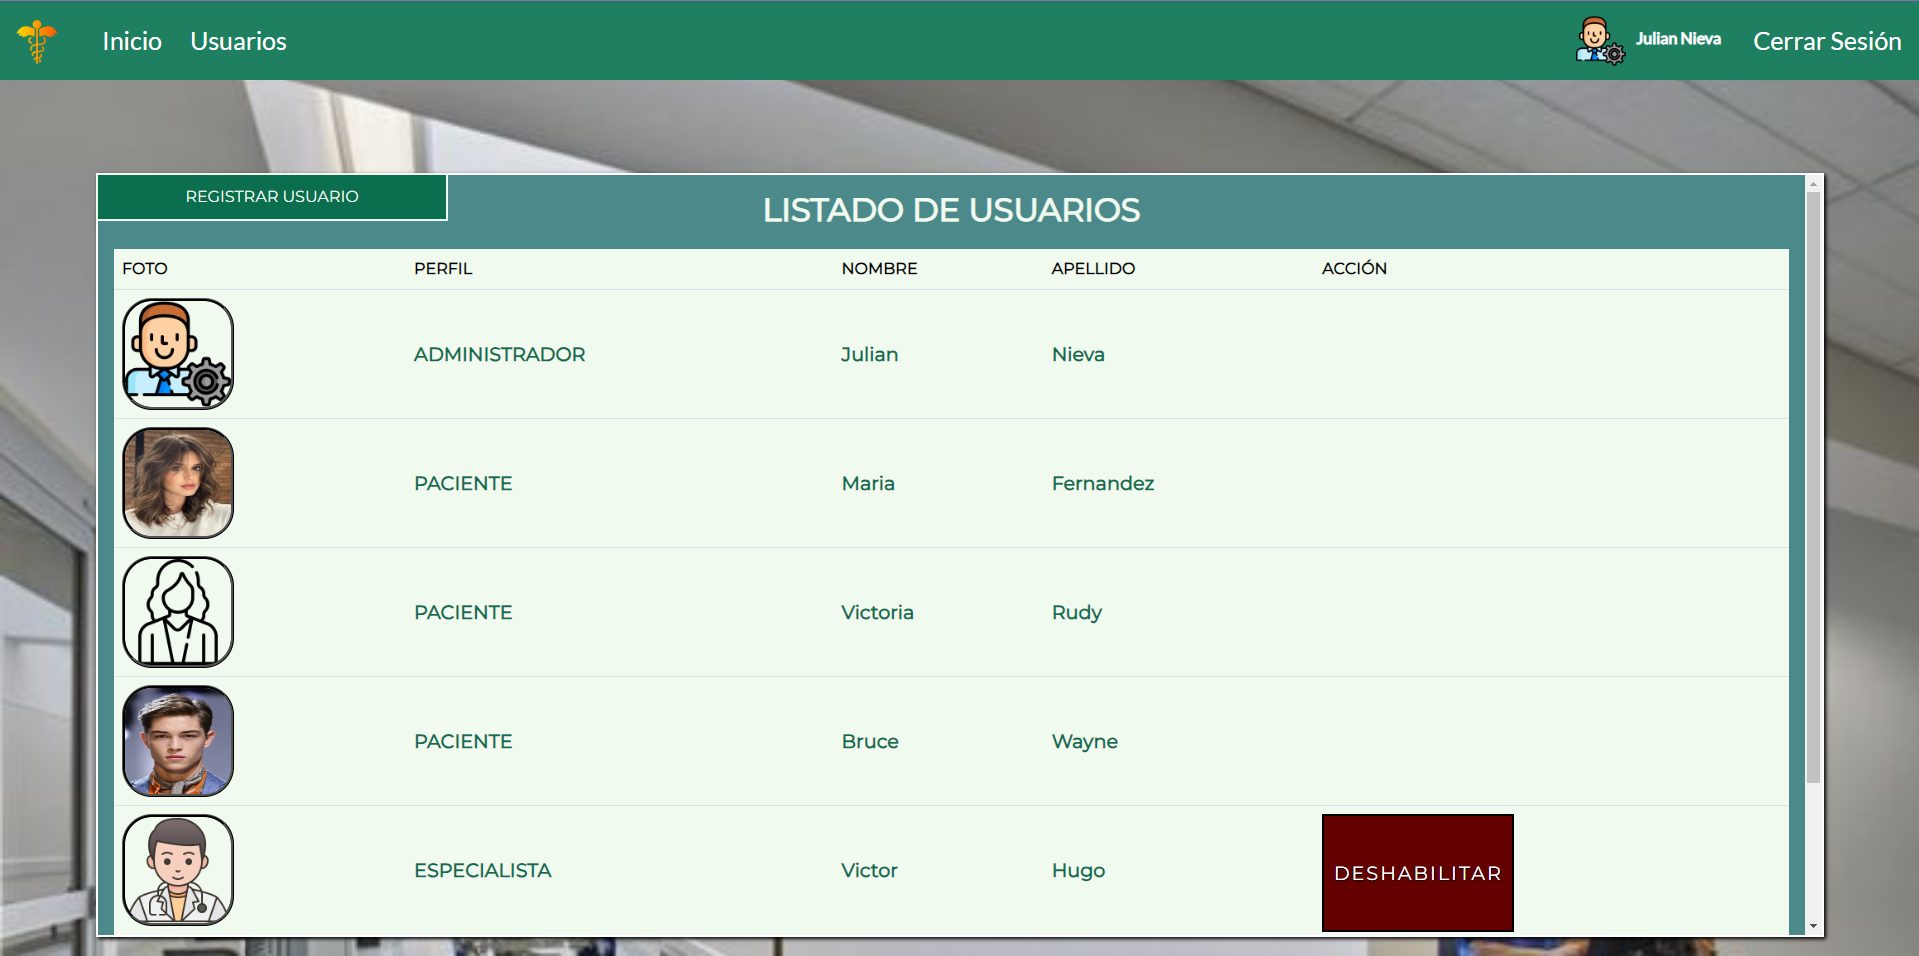 Inicio Usuarios Julian Nieva Cerrar Sesión
REGISTRAR USUARIO
LISTADO DE USUARIOS
FOTO PERFIL NOMBRE APELLIDO ACCIÓN
ADMINISTRADOR Julian Nieva
PACIENTE Maria Fernandez
PACIENTE Victoria Rudy
PACIENTE Bruce Wayne
ESPECIALISTA Victor Hugo DESHABILITAR